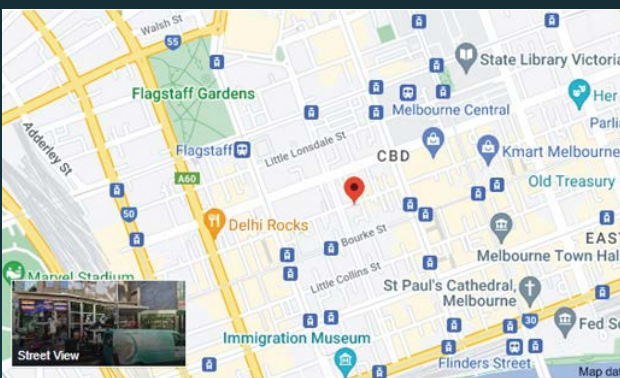 Walsh St
55
State Library Victoria
Flagstaff Gardens
Her
Melbourne Central
Parli
Adderley St
Flagstaff
Little Lonsdale St
CBD
Kmart Melbourne
A60
Old Treasury
50
Delhi Rocks
Bourke St
EAST
Melbourne Town Hal
Little Collins St
Marvel Stadium
St Paul's Cathedral,
Melbourne
30
Fed S
Immigration Museum
Street View
Flinders Street
Map dat